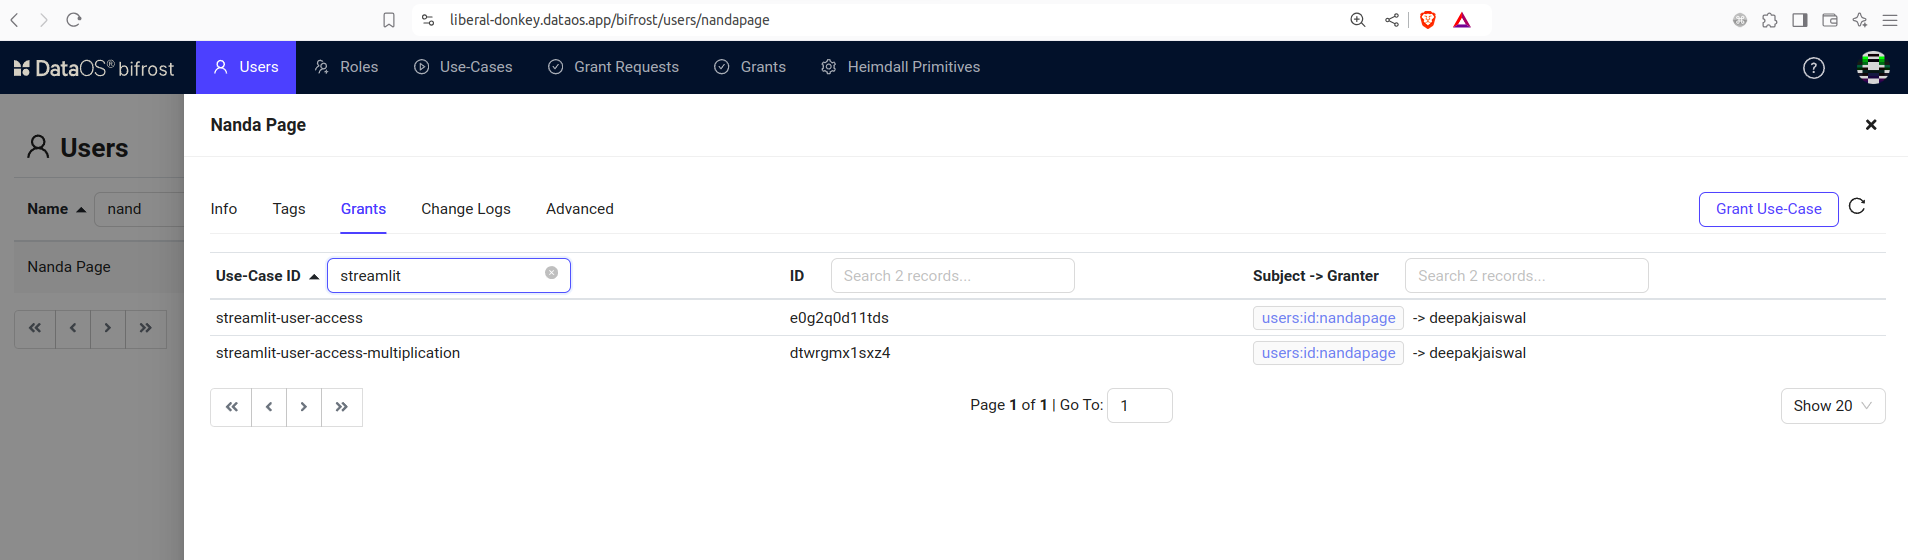 liberal-donkey.dataos.app/bifrost/users/nandapage
DataOS® bifrost Users Roles Use-Cases Grant Requests Grants Heimdall Primitives
Nanda Page
Users
Name nand
Nanda Page
Info Tags Grants Change Logs Advanced Grant Use-Case
Use-Case ID streamlit ID Search 2 records... Subject -> Granter Search 2 records...
streamlit-user-access e0g2q0d11tds users:id:nandapage -> deepakjaiswal
streamlit-user-access-multiplication dtwrgmx1sxz4 users:id:nandapage -> deepakjaiswal
Page 1 of 1 | Go To: 1 Show 20